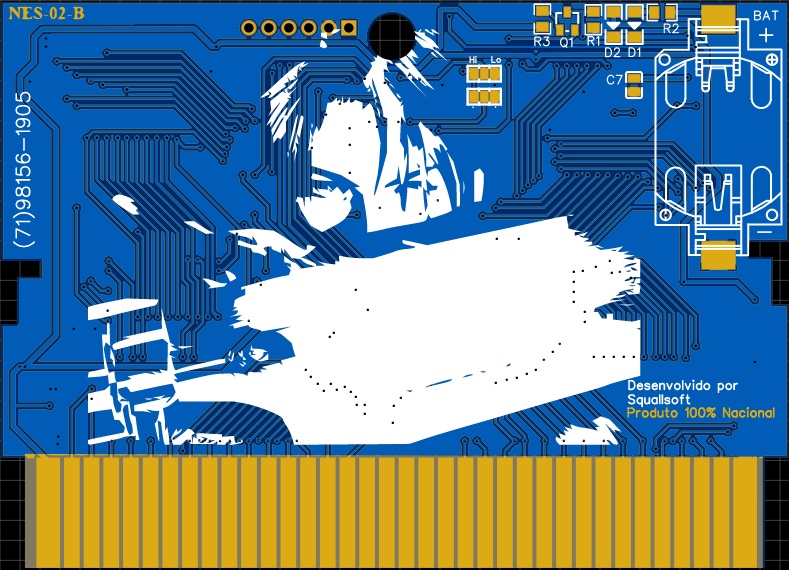 NES-02-B
BAT
R3
Q1
R1
R2
D2
D1
+
Hi
Lo
C7
(71)98156-1905
-
Desenvolvido por
Squallsoft
Produto 100% Nacional